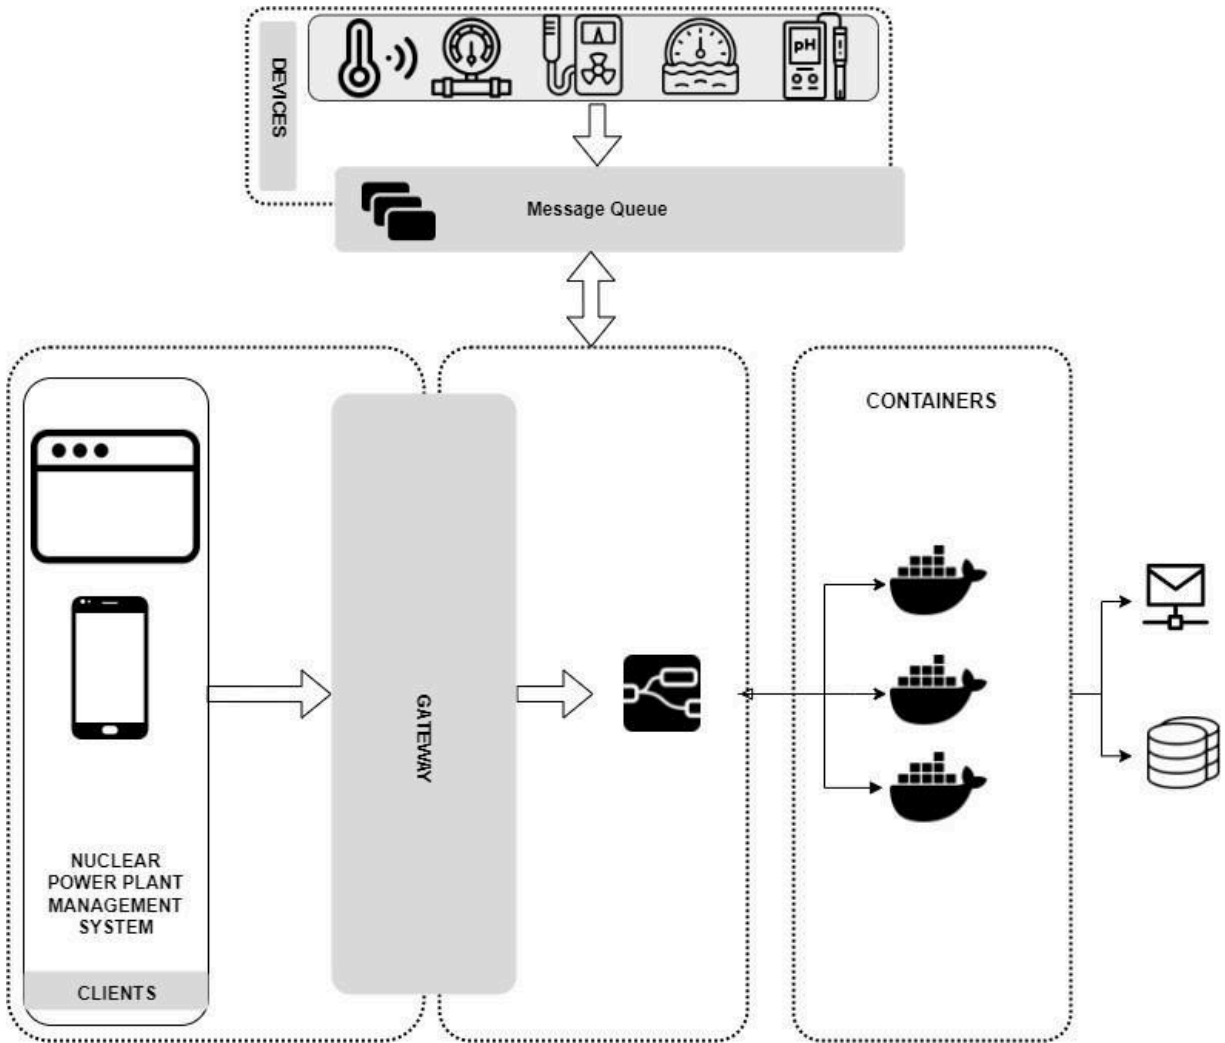 DEVICES
pH
Message Queue
CONTAINERS
GATEWAY
NUCLEAR
POWER PLANT
MANAGEMENT
SYSTEM
CLIENTS